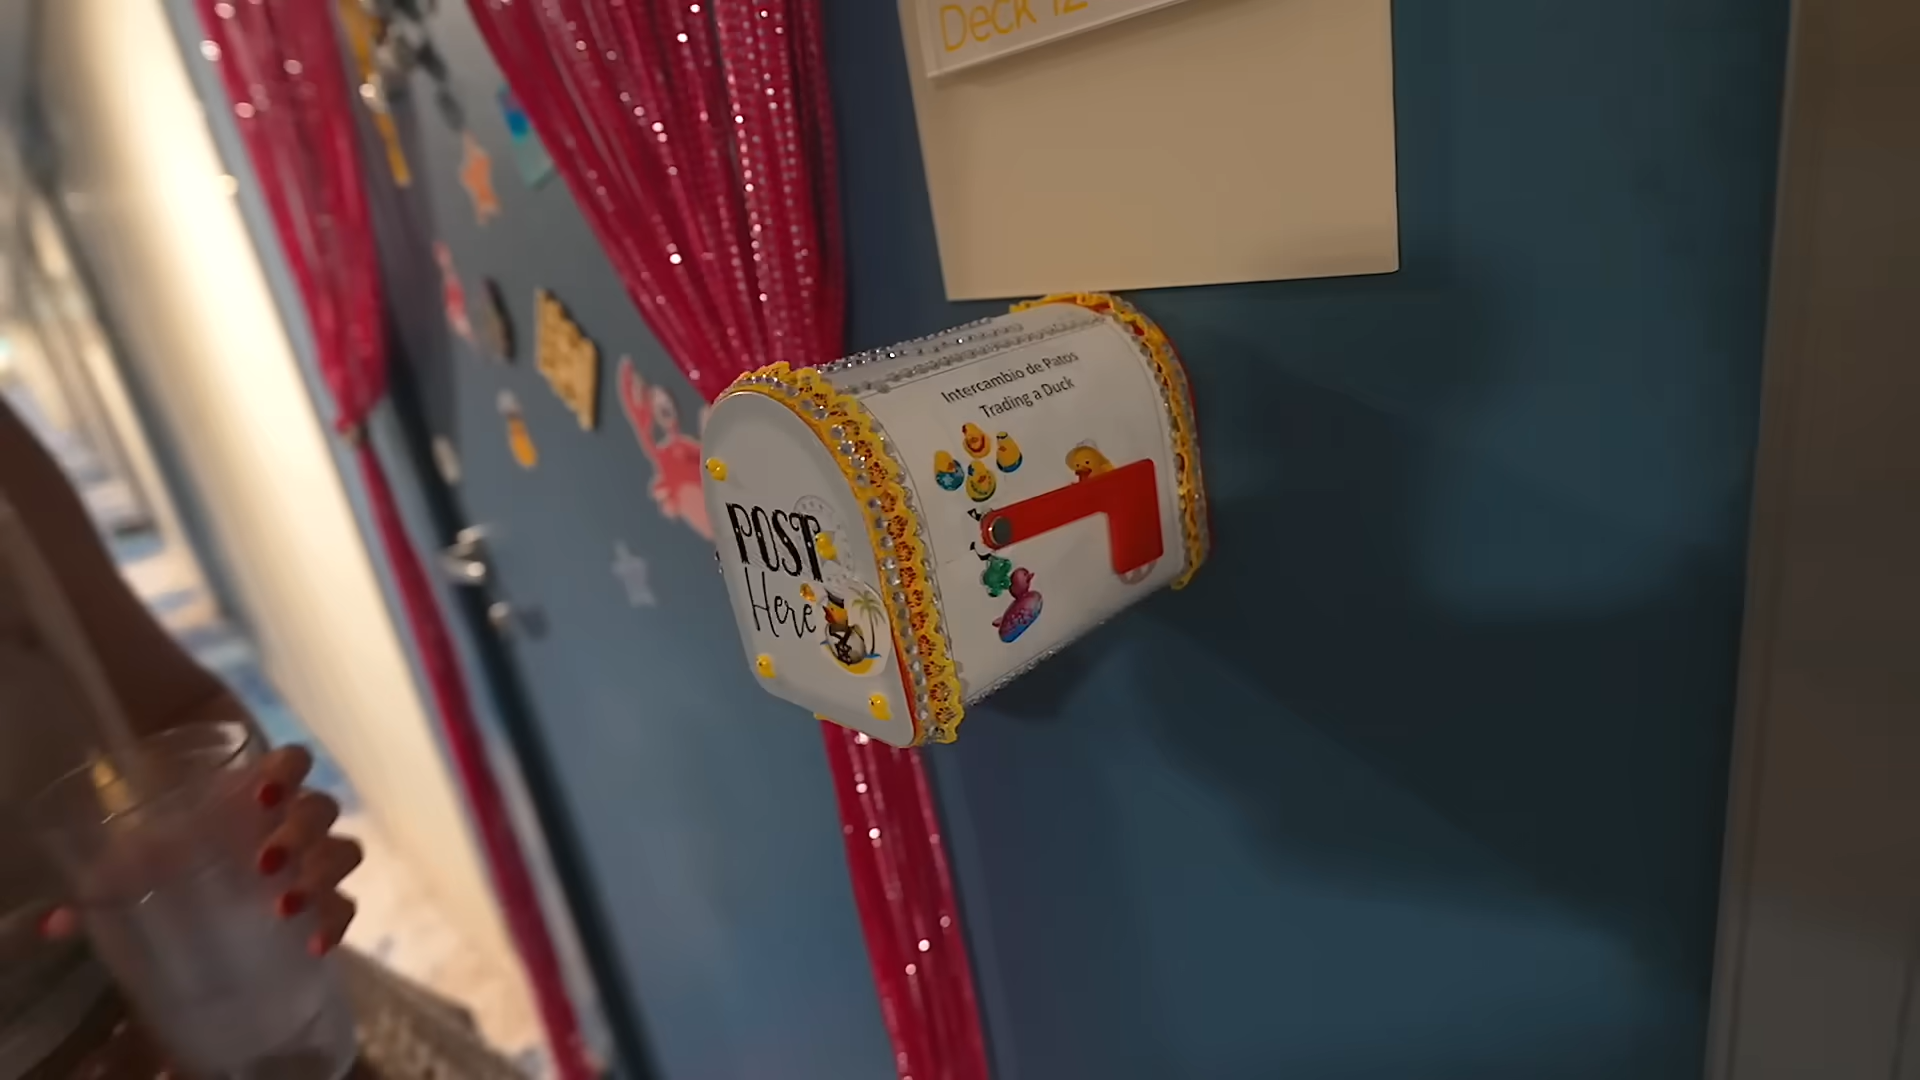 Deck 12
Intercambio de Patos
Trading a Duck
POST
Here